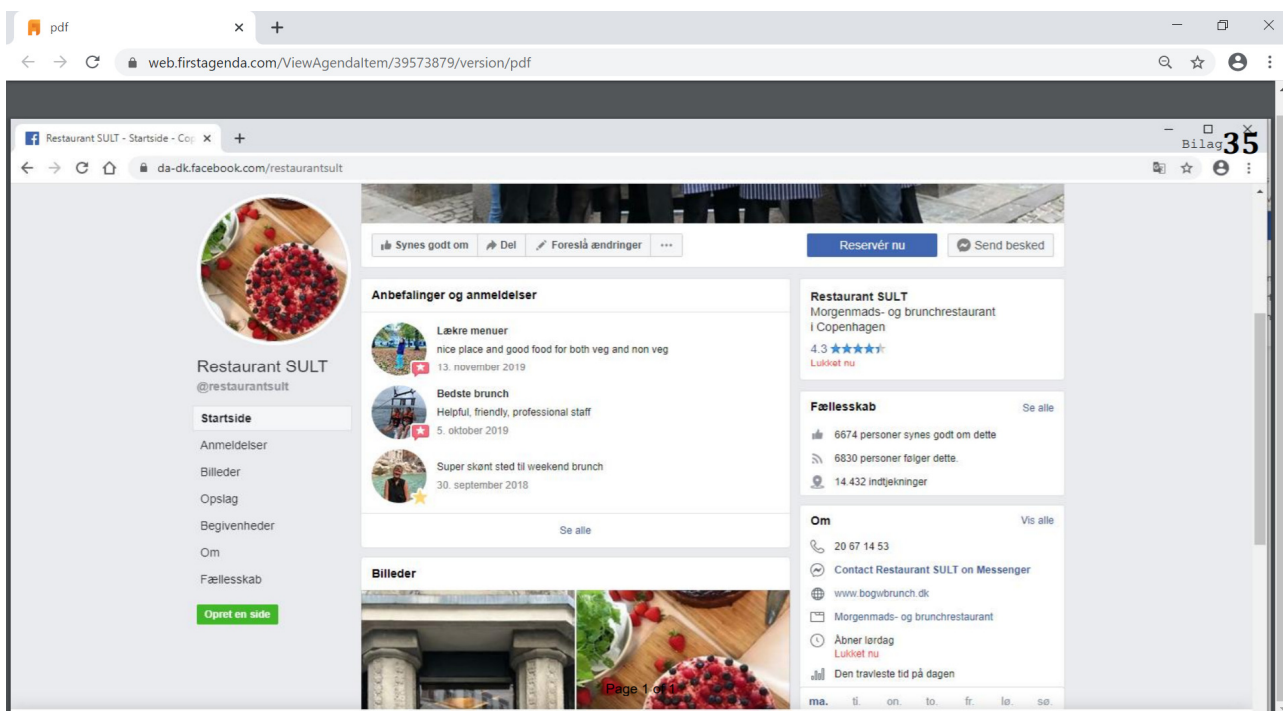 pdf
web.firstagenda.com/ViewAgendaItem/39573879/version/pdf
Restaurant SULT - Startside - Cop
Bilag 35
da-dk.facebook.com/restaurantsult
Synes godt om
Del
Foreslå ændringer
Reservér nu
Send besked
Restaurant SULT
@restaurantsult
Startside
Anmeldelser
Billeder
Opslag
Begivenheder
Om
Fællesskab
Opret en side
Anbefalinger og anmeldelser
Lækre menuer
nice place and good food for both veg and non veg
13. november 2019
Bedste brunch
Helpful, friendly, professional staff
5. oktober 2019
Super skønt sted til weekend brunch
30. september 2018
Se alle
Billeder
Page 1 of 1
Restaurant SULT
Morgenmads- og brunchrestaurant
i Copenhagen
4.3
Lukket nu
Fællesskab
Se alle
6674 personer synes godt om dette
6830 personer følger dette.
14.432 indtjekninger
Om
Vis alle
20 67 14 53
Contact Restaurant SULT on Messenger
www.bogwbrunch.dk
Morgenmads- og brunchrestaurant
Åbner lørdag
Lukket nu
Den travleste tid på dagen
ma. ti. on. to. fr. lø. sø.